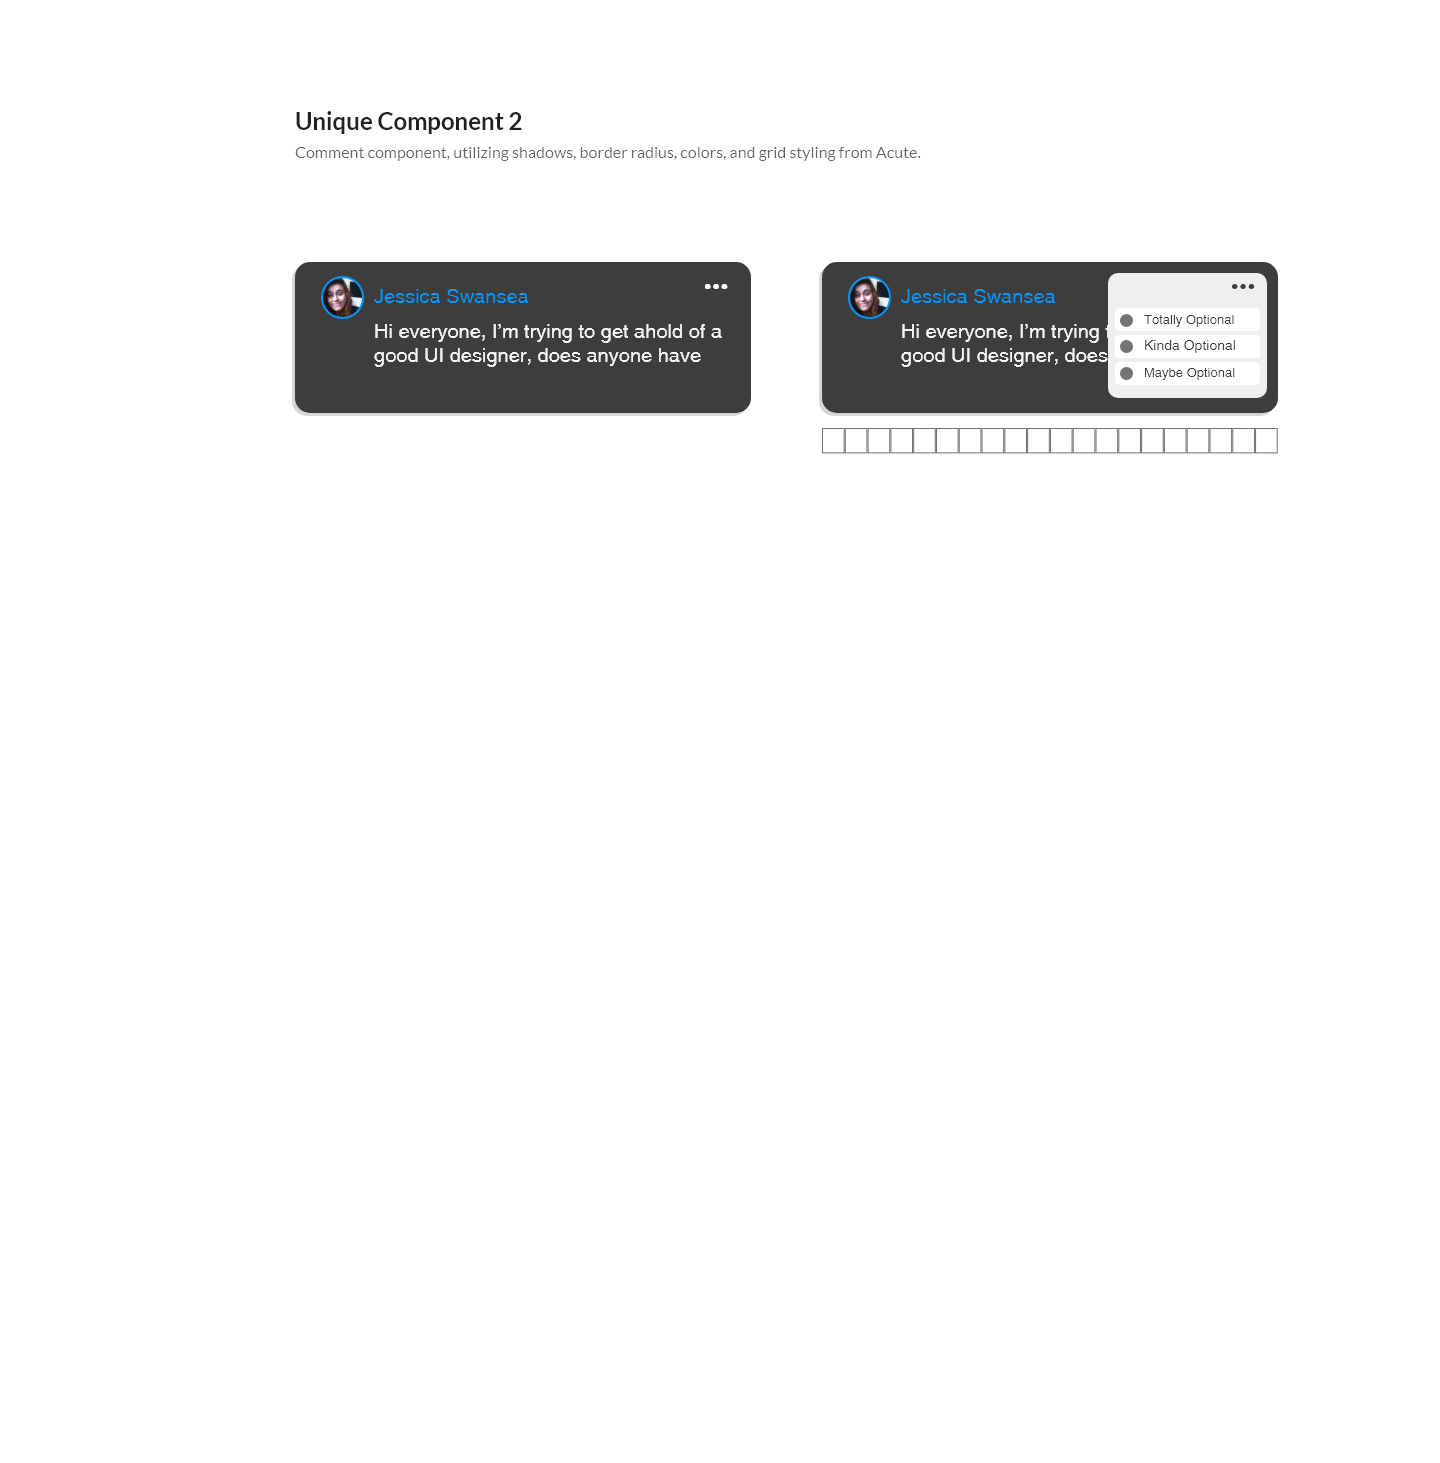 Unique Component 2
Comment component, utilizing shadows, border radius, colors, and grid styling from Acute.
Jessica Swansea
Hi everyone, I’m trying to get ahold of a
good UI designer, does anyone have
Jessica Swansea
Hi everyone, I’m trying
good UI designer, does
Totally Optional
Kinda Optional
Maybe Optional